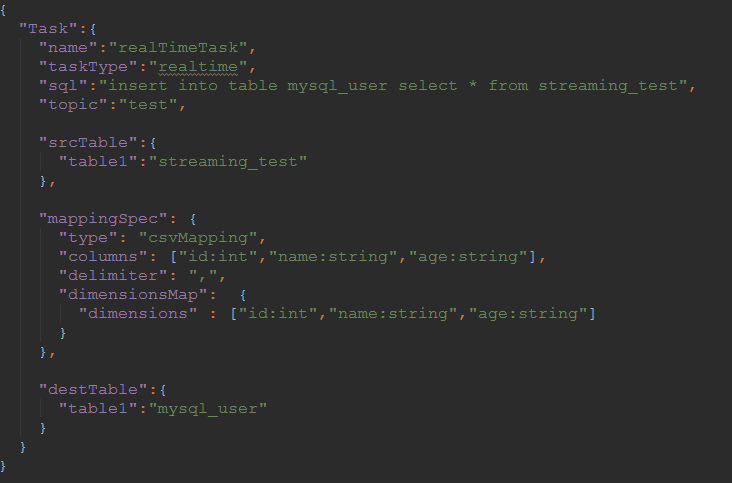 {
"Task":{
"name":"realTimeTask",
"taskType":"realtime",
"sql":"insert into table mysql_user select * from streaming_test",
"topic":"test",
"srcTable":{
"table1":"streaming_test"
},
"mappingSpec": {
"type": "csvMapping",
"columns": ["id:int","name:string","age:string"],
"delimiter": ",",
"dimensionsMap":  {
"dimensions" : ["id:int","name:string","age:string"]
}
},
"destTable":{
"table1":"mysql_user"
}
}
}